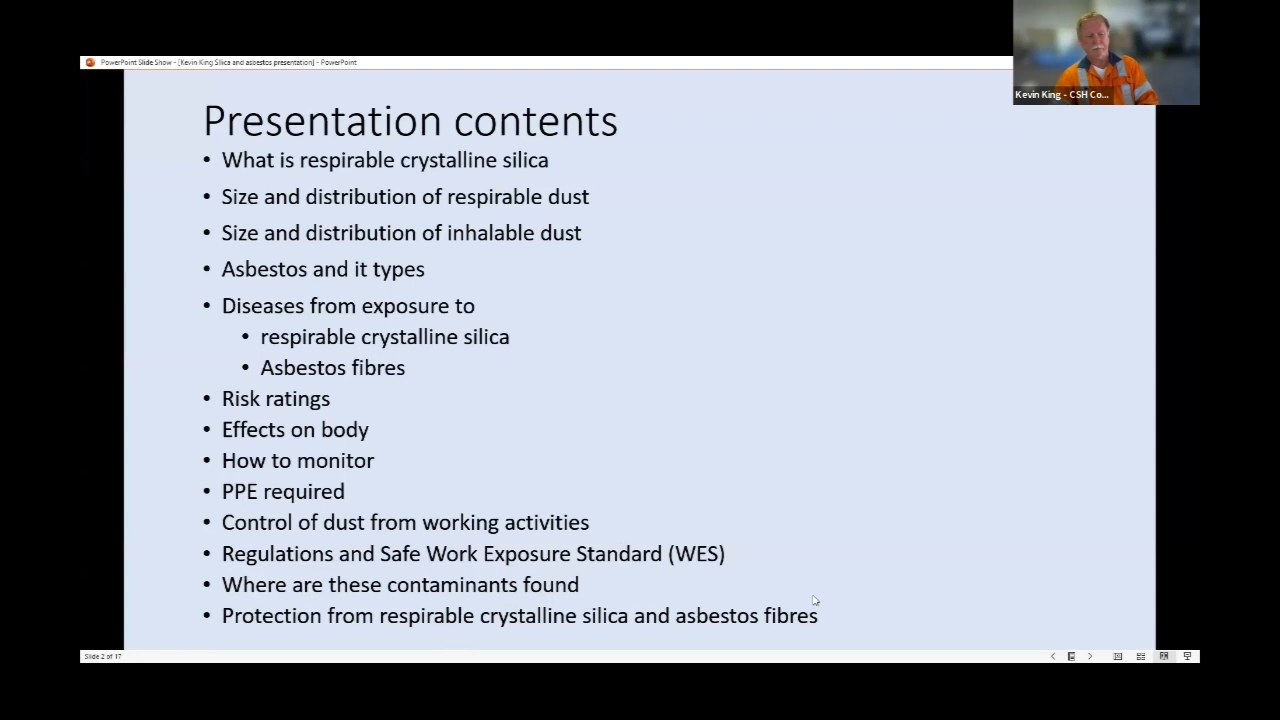 PowerPoint Slide Show - [Kevin King Silica and asbestos presentation] - PowerPoint
Kevin King - CSH Co...
Presentation contents
• What is respirable crystalline silica
• Size and distribution of respirable dust
• Size and distribution of inhalable dust
• Asbestos and it types
• Diseases from exposure to
• respirable crystalline silica
• Asbestos fibres
• Risk ratings
• Effects on body
• How to monitor
• PPE required
• Control of dust from working activities
• Regulations and Safe Work Exposure Standard (WES)
• Where are these contaminants found
• Protection from respirable crystalline silica and asbestos fibres
Slide 2 of 17